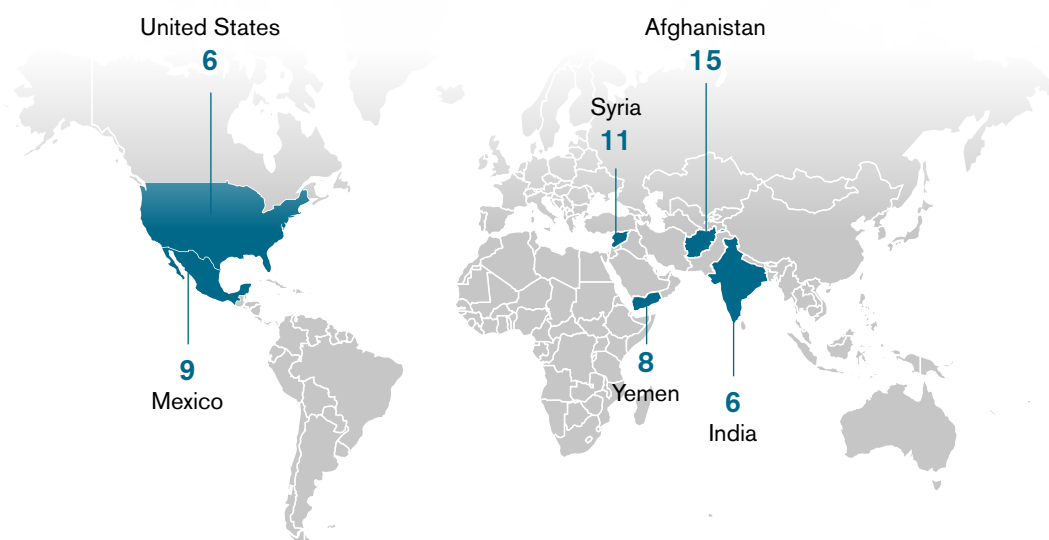 United States
6
Afghanistan
15
Syria
11
9
Mexico
8
Yemen
6
India